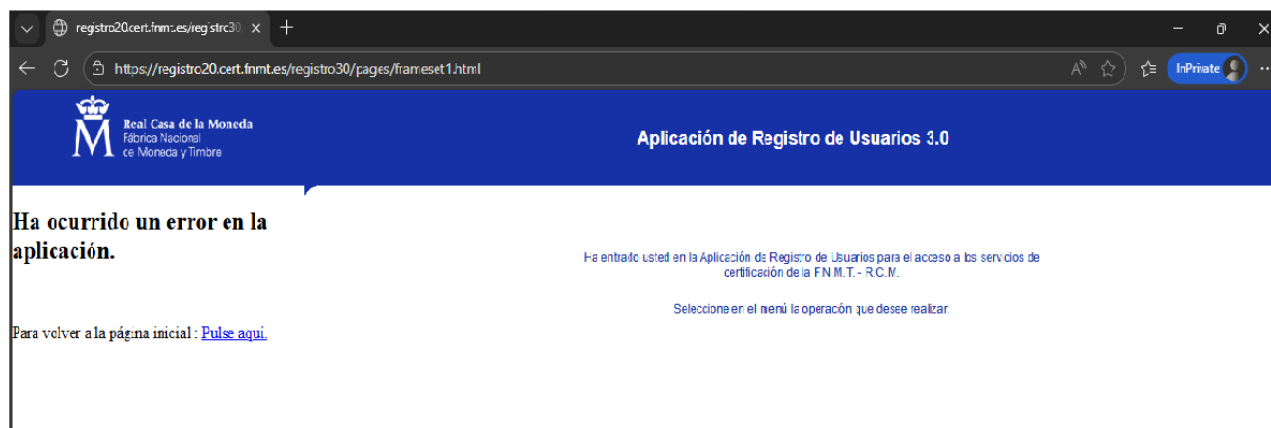 registro20.cert.fnmt.es/registro30
https://registro20.cert.fnmt.es/registro30/pages/frameset1.html
InPrivate
Real Casa de la Moneda
Fábrica Nacional
de Moneda y Timbre
Aplicación de Registro de Usuarios 3.0
Ha ocurrido un error en la
aplicación.
Para volver a la página inicial : Pulse aquí.
Ha entrado usted en la Aplicación de Registro de Usuarios para el acceso a los servicios de
certificación de la F.N.M.T. - R.C.M.
Seleccione en el menú la operación que desee realizar.